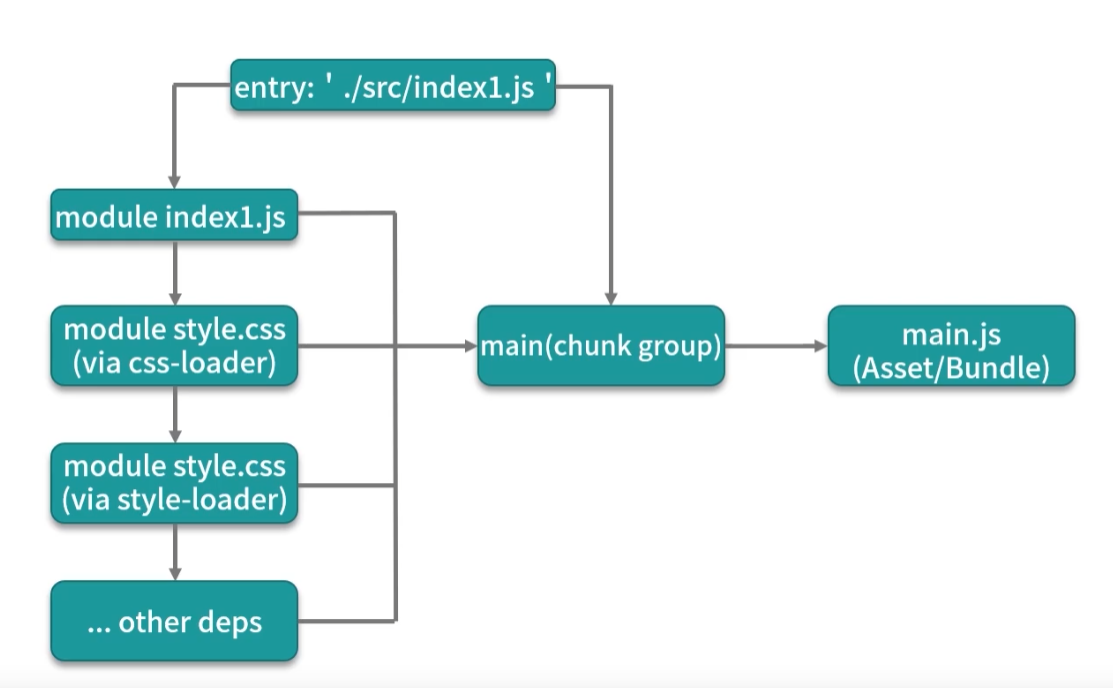 entry: ' ./src/index1.js '
module index1.js
module style.css
(via css-loader)
main(chunk group)
main.js
(Asset/Bundle)
module style.css
(via style-loader)
... other deps